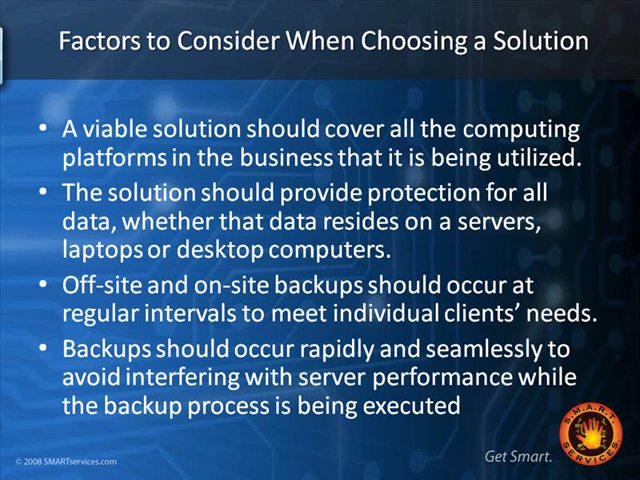 Factors to Consider When Choosing a Solution
• A viable solution should cover all the computing
platforms in the business that it is being utilized.
• The solution should provide protection for all
data, whether that data resides on a servers,
laptops or desktop computers.
• Off-site and on-site backups should occur at
regular intervals to meet individual clients’ needs.
• Backups should occur rapidly and seamlessly to
avoid interfering with server performance while
the backup process is being executed
S.M.A.R.T.
SERVICES
Get Smart.
© 2008 SMARTservices.com